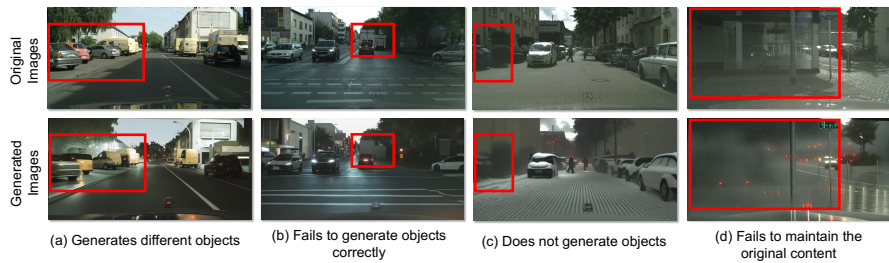 Original
Images
Generated
Images
(a) Generates different objects
(b) Fails to generate objects
correctly
(c) Does not generate objects
(d) Fails to maintain the
original content